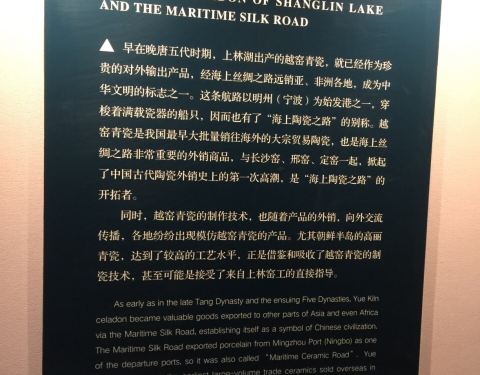 OF SHANGLIN LAKE
AND THE MARITIME SILK ROAD
▲ 早在晚唐五代时期，上林湖出产的越窑青瓷，就已经作为珍
贵的对外输出产品，经海上丝绸之路远销亚、非洲各地，成为中
华文明的标志之一。这条航路以明州（宁波）为始发港之一，穿
梭着满载瓷器的船只，因而也有了“海上陶瓷之路”的别称。越
窑青瓷是我国最早大批量销往海外的大宗贸易陶瓷，也是海上丝
绸之路非常重要的外销商品，与长沙窑、邢窑、定窑一起，掀起
了中国古代陶瓷外销史上的第一次高潮，是“海上陶瓷之路”的
开拓者。
同时，越窑青瓷的制作技术，也随着产品的外销，向外交流
传播，各地纷纷出现模仿越窑青瓷的产品。尤其朝鲜半岛的高丽
青瓷，达到了较高的工艺水平，正是借鉴和吸收了越窑青瓷的制
瓷技术，甚至可能是接受了来自上林窑工的直接指导。
As early as in the late Tang Dynasty and the ensuing Five Dynasties, Yue Kiln
celadon became valuable goods exported to other parts of Asia and even Africa
via the Maritime Silk Road, establishing itself as a symbol of Chinese civilization.
The Maritime Silk Road exported porcelain from Mingzhou Port (Ningbo) as one
of the departure ports, so it was also called "Maritime Ceramic Road". Yue
large-volume trade ceramics sold overseas in